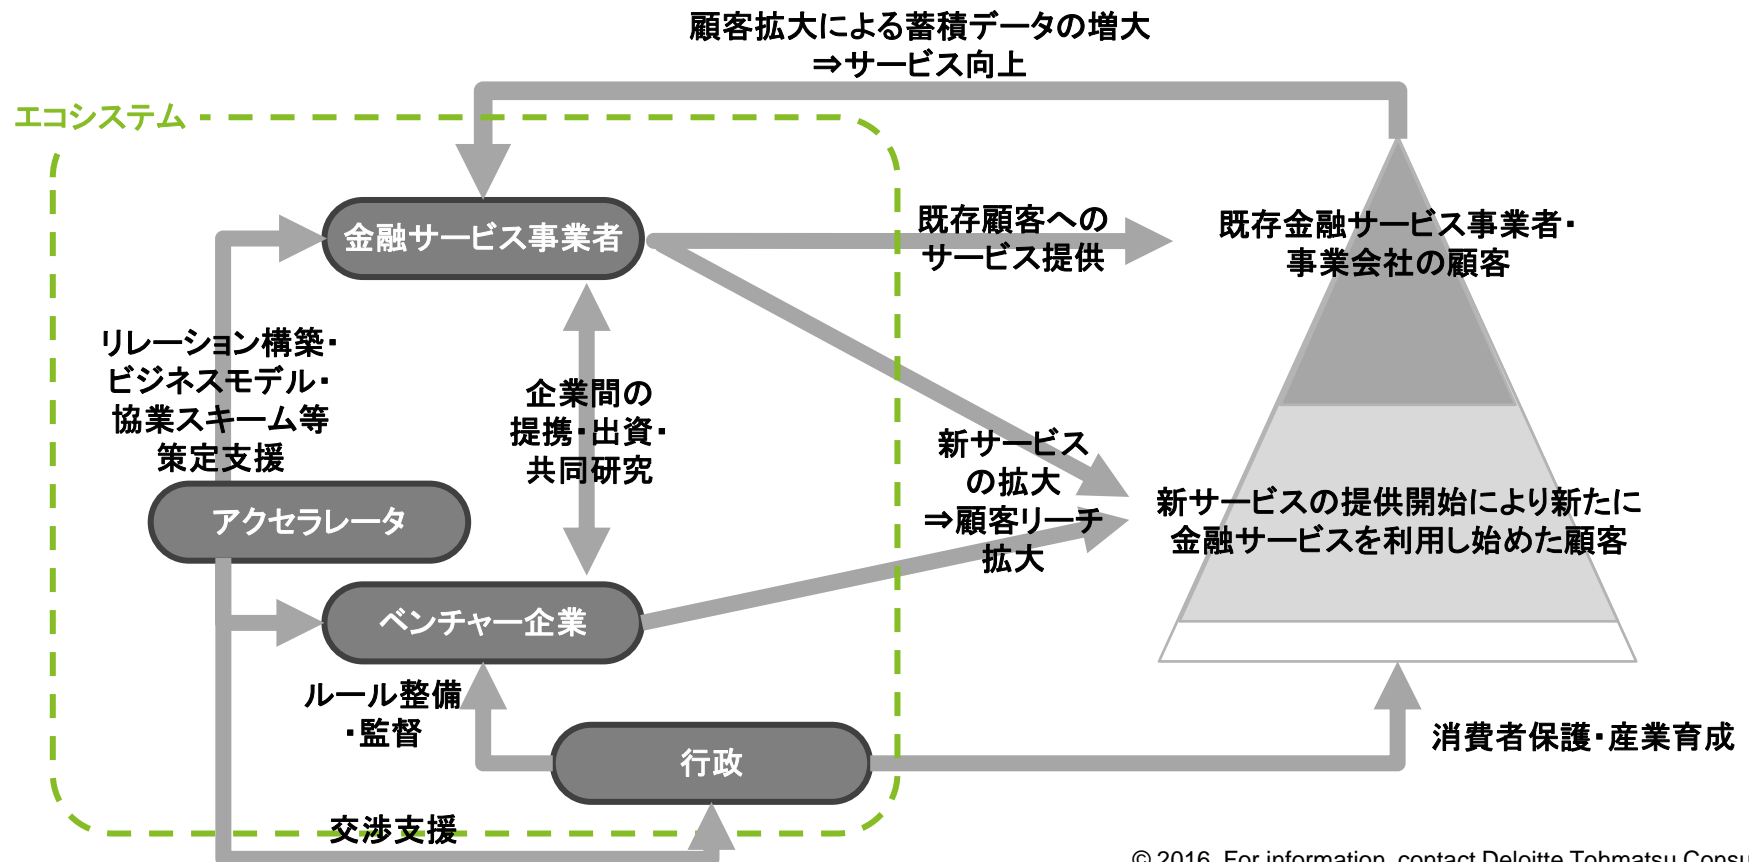 顧客拡大による蓄積データの増大
⇒サービス向上
エコシステム
金融サービス事業者
既存顧客への
サービス提供
既存金融サービス事業者・
事業会社の顧客
リレーション構築・
ビジネスモデル・
協業スキーム等
策定支援
企業間の
提携・出資・
共同研究
新サービス
の拡大
⇒顧客リーチ
拡大
新サービスの提供開始により新たに
金融サービスを利用し始めた顧客
アクセラレータ
ベンチャー企業
ルール整備
・監督
行政
消費者保護・産業育成
交渉支援
© 2016. For information, contact Deloitte Tohmatsu Consu